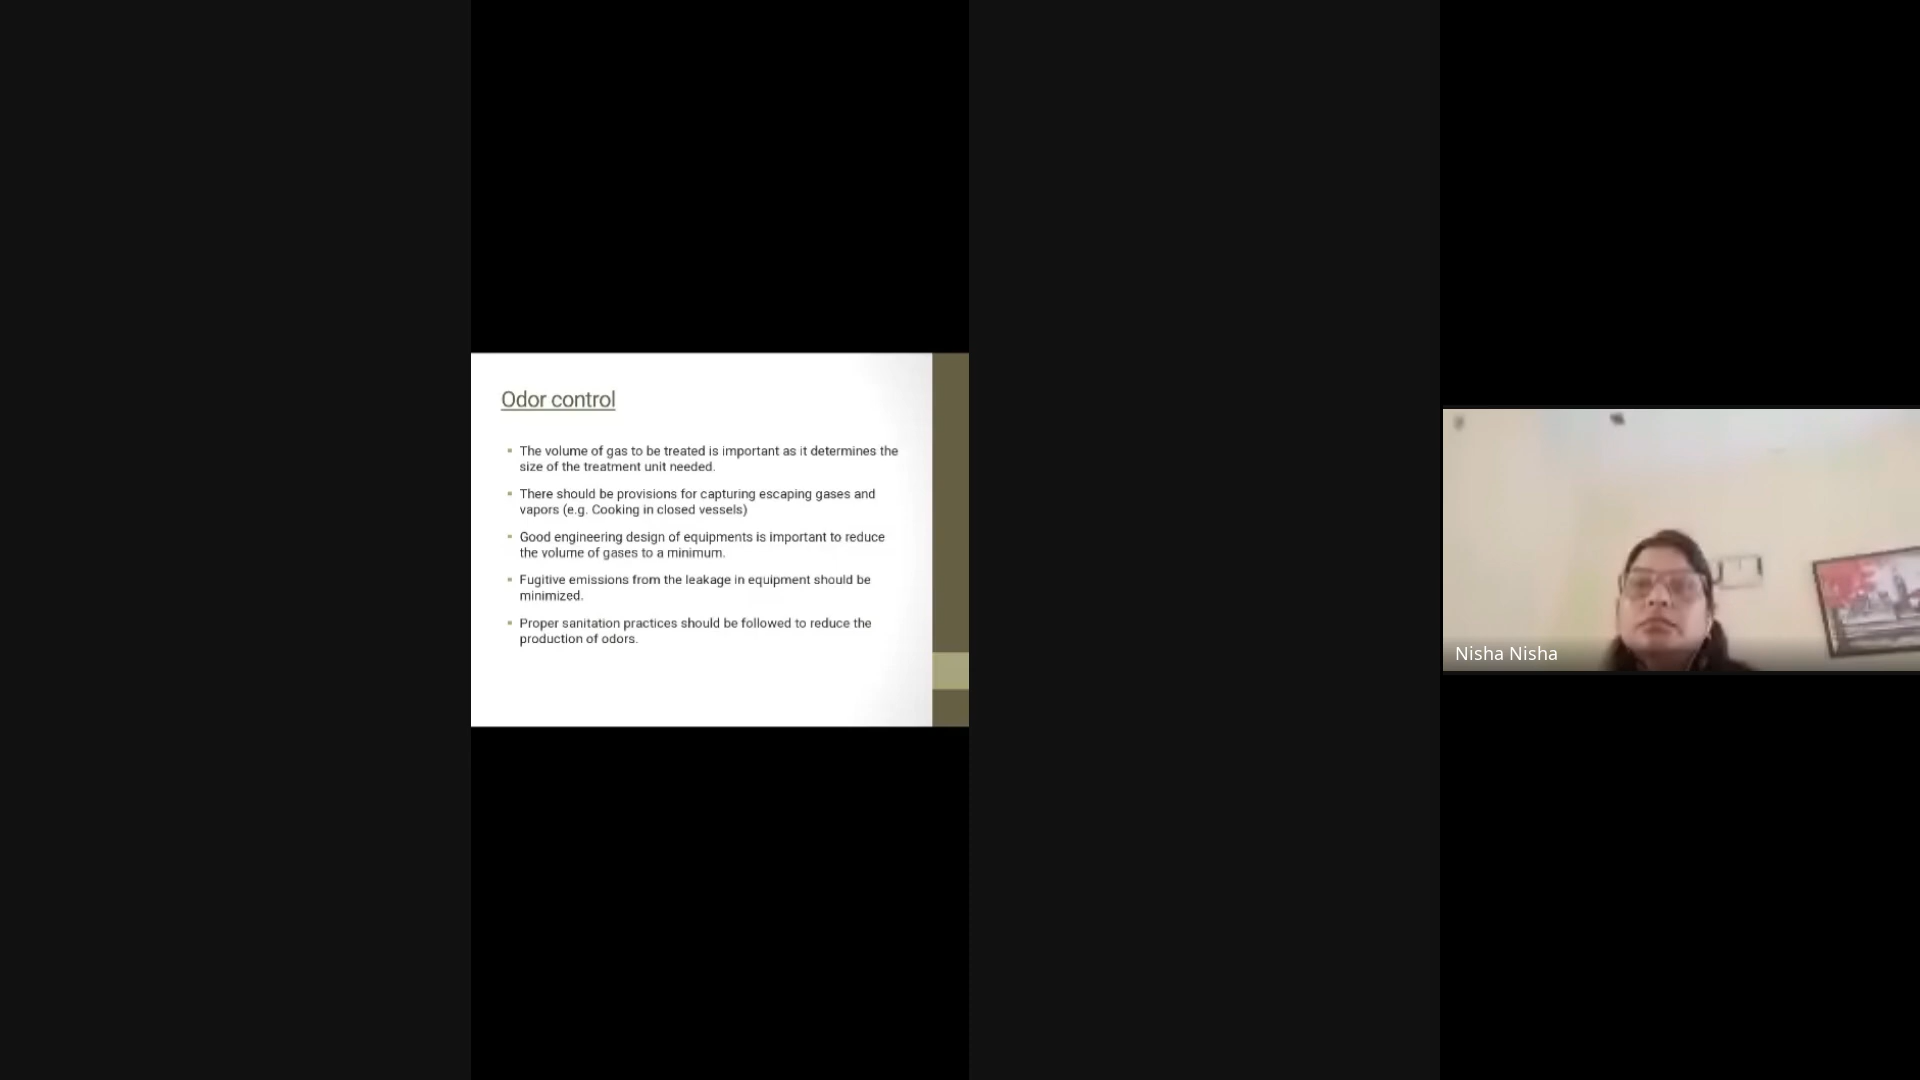 Odor control
The volume of gas to be treated is important as it determines the
size of the treatment unit needed.
There should be provisions for capturing escaping gases and
vapors (e.g. Cooking in closed vessels)
Good engineering design of equipments is important to reduce
the volume of gases to a minimum.
Fugitive emissions from the leakage in equipment should be
minimized.
Proper sanitation practices should be followed to reduce the
production of odors.
Nisha Nisha